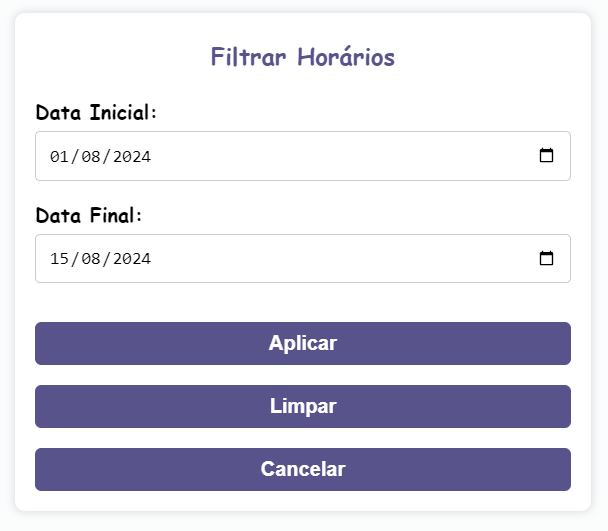 Filtrar Horários
Data Inicial:
01/08/2024
Data Final:
15/08/2024
Aplicar
Limpar
Cancelar